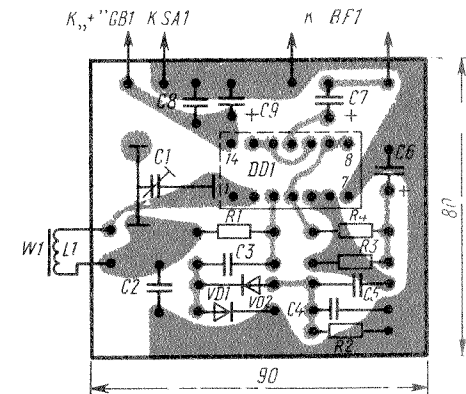 К„+" GB1 К SA1 К BF1
C8 + C9 C7 +
C6 +
14 8
C1 DD1
1 7
R1 R4
W1 L1 C3 R3
C2 VD1 VD2 C4 C5
R2
80
90